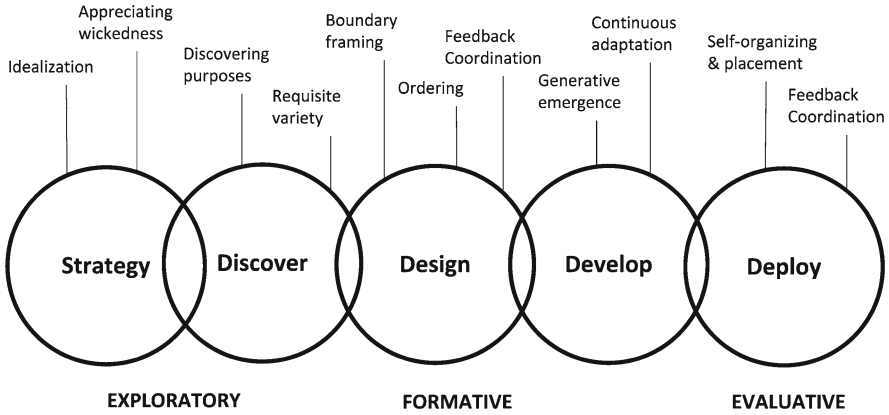 Idealization
Appreciating
wickedness
Discovering
purposes
Requisite
variety
Boundary
framing
Ordering
Feedback
Coordination
Generative
emergence
Continuous
adaptation
Self-organizing
& placement
Feedback
Coordination
Strategy
Discover
Design
Develop
Deploy
EXPLORATORY
FORMATIVE
EVALUATIVE